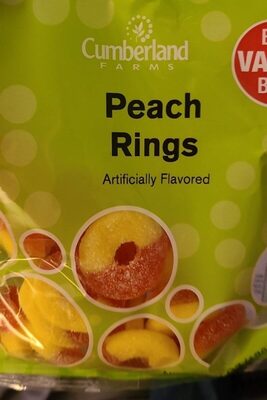 Cumberland
FARMS
Peach
Rings
Artificially Flavored